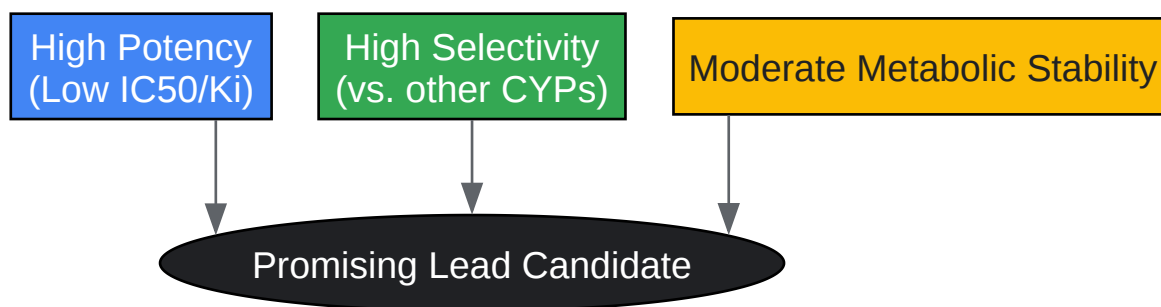 High Potency
(Low IC50/Ki)
High Selectivity
(vs. other CYPs)
Moderate Metabolic Stability
Promising Lead Candidate